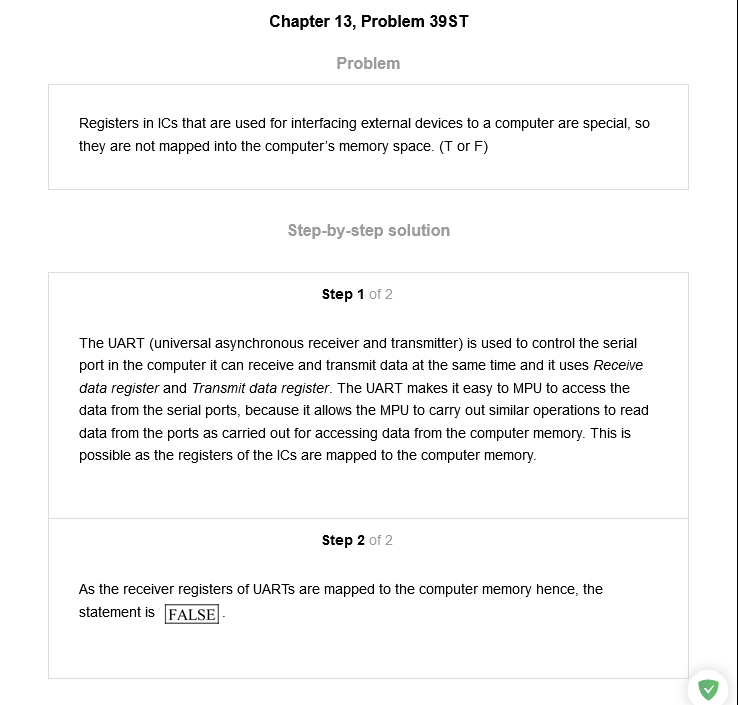 Chapter 13, Problem 39ST
Problem
Registers in ICs that are used for interfacing external devices to a computer are special, so
they are not mapped into the computer's memory space. (T or F)
Step-by-step solution
Step 1 of 2
The UART (universal asynchronous receiver and transmitter) is used to control the serial
port in the computer it can receive and transmit data at the same time and it uses Receive
data register and Transmit data register. The UART makes it easy to MPU to access the
data from the serial ports, because it allows the MPU to carry out similar operations to read
data from the ports as carried out for accessing data from the computer memory. This is
possible as the registers of the ICs are mapped to the computer memory.
Step 2 of 2
As the receiver registers of UARTs are mapped to the computer memory hence, the
statement is FALSE.